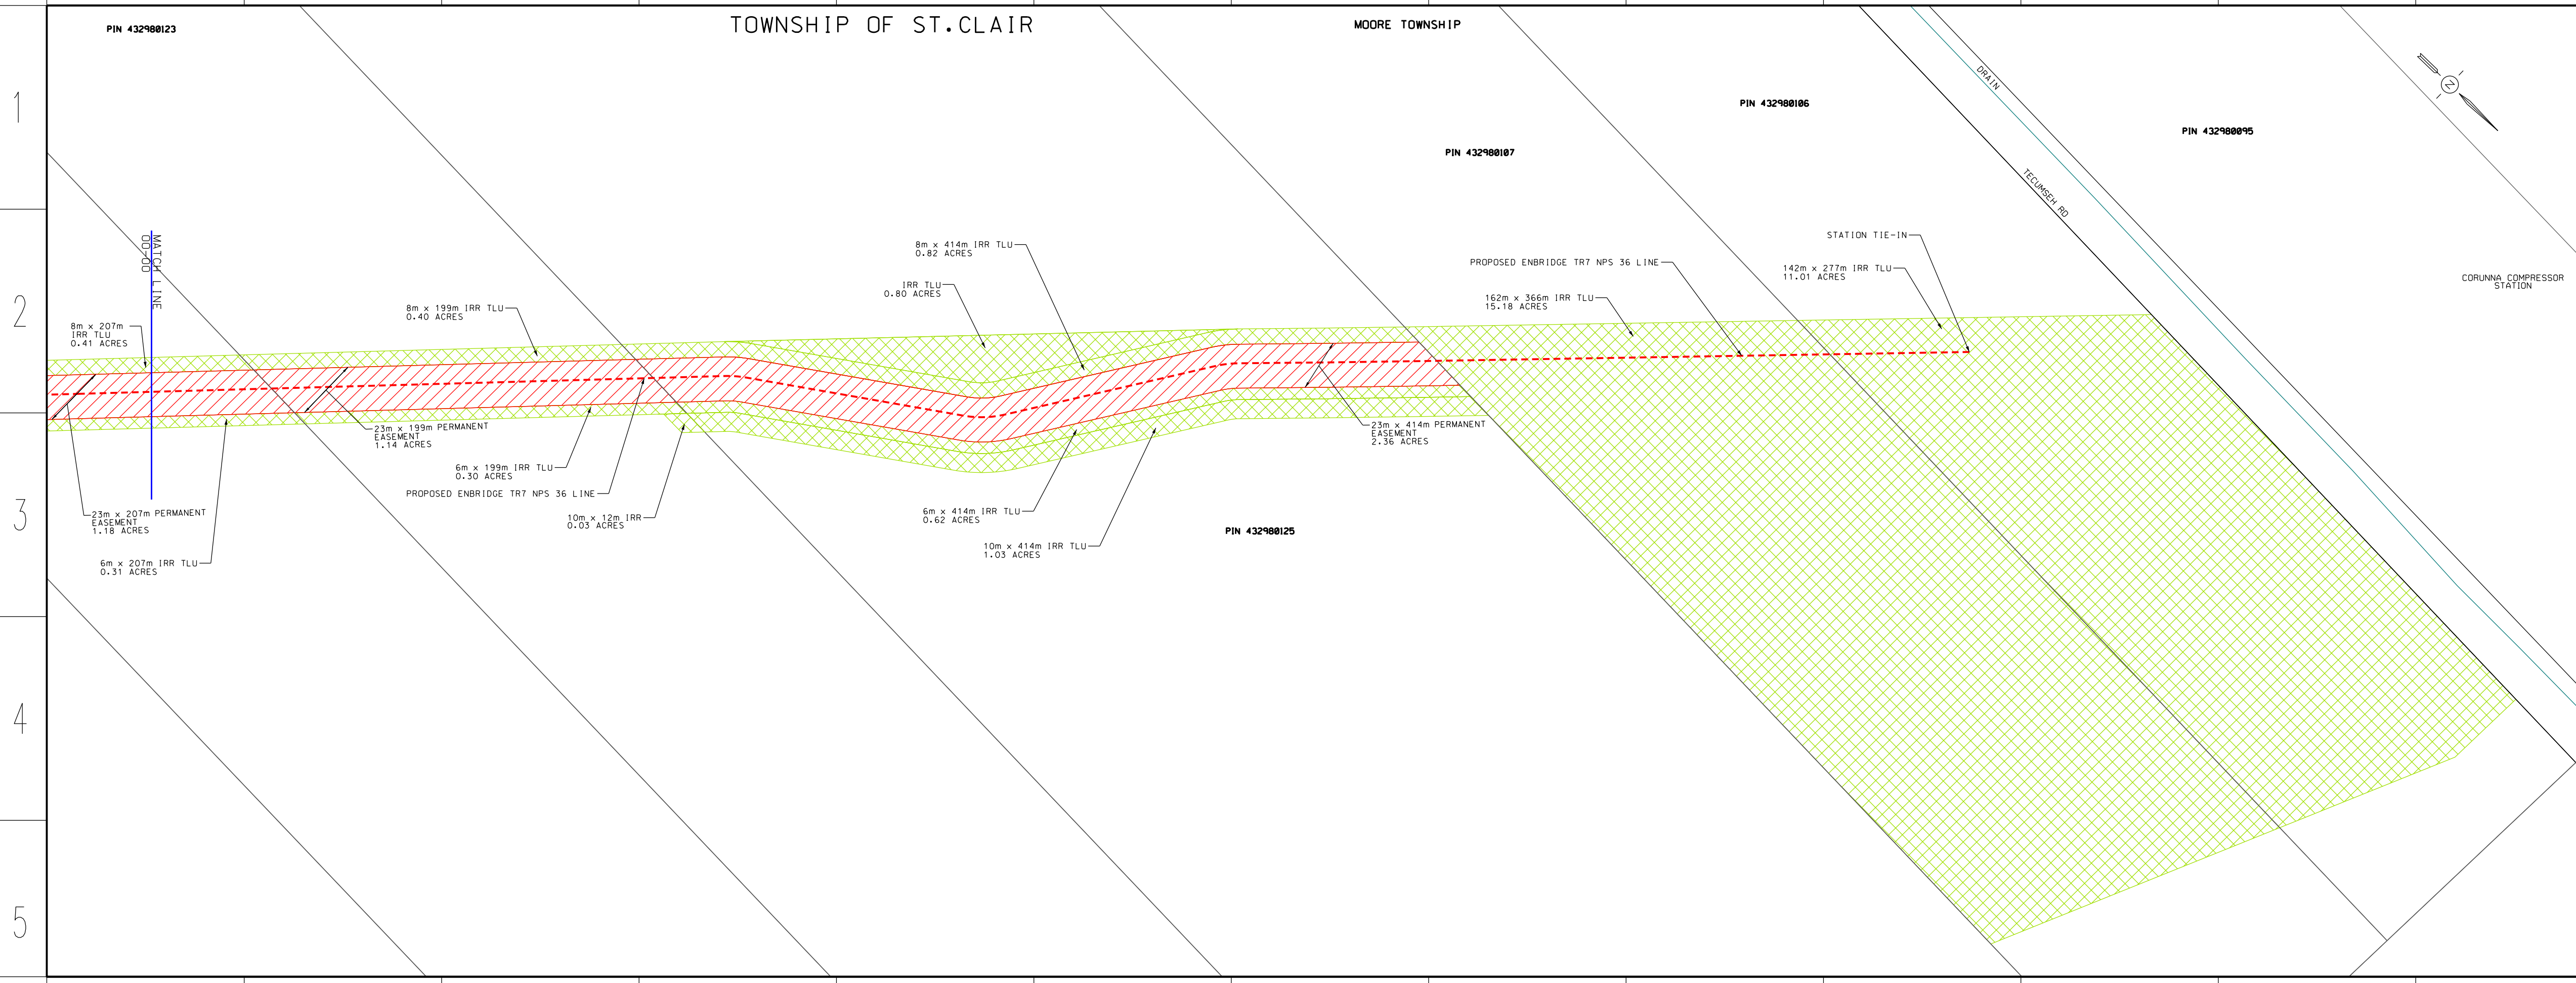 TOWNSHIP OF ST.CLAIR
MOORE TOWNSHIP
PIN 432980123
1
DRAIN
N
PIN 432980106
PIN 432980095
PIN 432980107
TECUMSEH RD
2
MATCH LINE
00+00
8m x 207m
IRR TLU
0.41 ACRES
8m x 199m IRR TLU
0.40 ACRES
8m x 414m IRR TLU
0.82 ACRES
IRR TLU
0.80 ACRES
PROPOSED ENBRIDGE TR7 NPS 36 LINE
162m x 366m IRR TLU
15.18 ACRES
STATION TIE-IN
142m x 277m IRR TLU
11.01 ACRES
CORUNNA COMPRESSOR
STATION
3
23m x 207m PERMANENT
EASEMENT
1.18 ACRES
6m x 207m IRR TLU
0.31 ACRES
23m x 199m PERMANENT
EASEMENT
1.14 ACRES
6m x 199m IRR TLU
0.30 ACRES
PROPOSED ENBRIDGE TR7 NPS 36 LINE
10m x 12m IRR
0.03 ACRES
6m x 414m IRR TLU
0.62 ACRES
10m x 414m IRR TLU
1.03 ACRES
23m x 414m PERMANENT
EASEMENT
2.36 ACRES
PIN 432980125
4
5